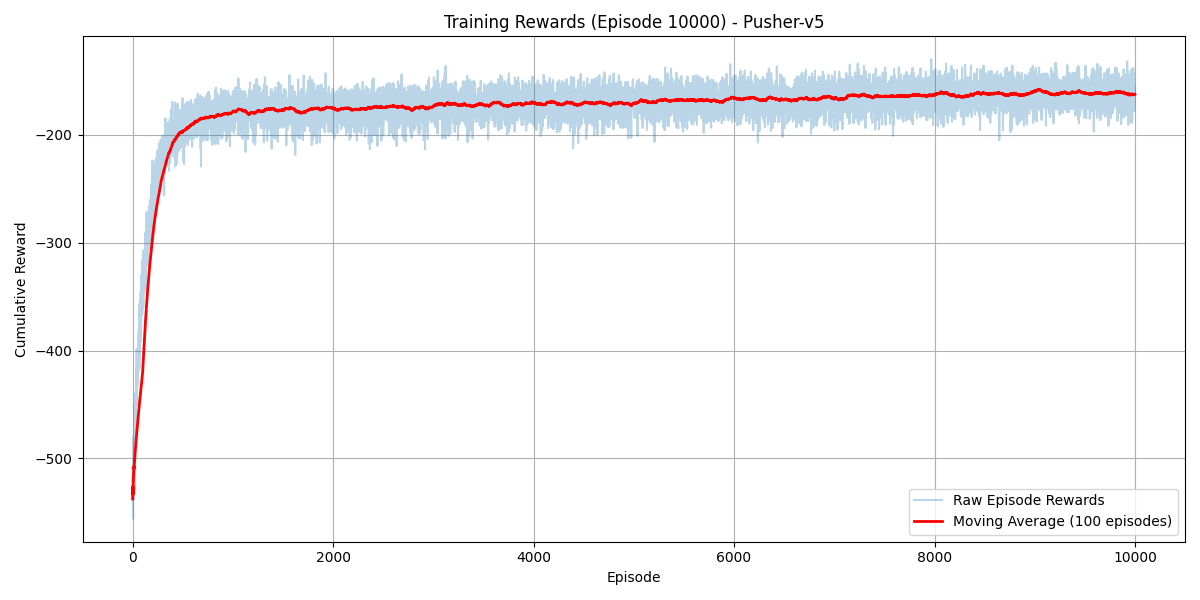 Training Rewards (Episode 10000) - Pusher-v5
Cumulative Reward
−200
−300
−400
−500
0
2000
4000
6000
8000
10000
Episode
Raw Episode Rewards
Moving Average (100 episodes)